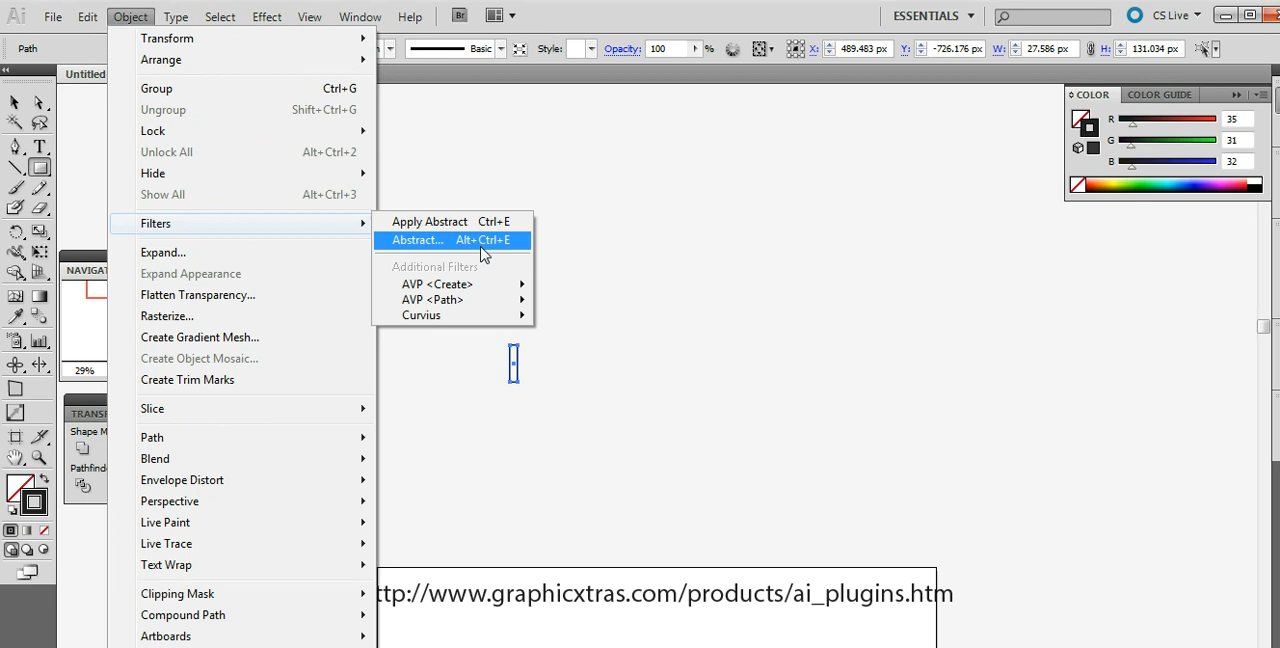 Ai File Edit Object Type Select Effect View Window Help Br ESSENTIALS CS Live
Path Basic Style: Opacity: 100 % X: 489.483 px Y: -726.176 px W: 27.586 px H: 131.034 px
Untitled
Transform
Arrange
Group Ctrl+G
Ungroup Shift+Ctrl+G
Lock
Unlock All Alt+Ctrl+2
Hide
Show All Alt+Ctrl+3
Filters
Expand...
Expand Appearance
Flatten Transparency...
Rasterize...
Create Gradient Mesh...
Create Object Mosaic...
Create Trim Marks
Slice
Path
Blend
Envelope Distort
Perspective
Live Paint
Live Trace
Text Wrap
Clipping Mask
Compound Path
Artboards
Apply Abstract Ctrl+E
Abstract... Alt+Ctrl+E
Additional Filters
AVP <Create>
AVP <Path>
Curvius
NAVIGAT
29%
TRANSF
Shape M
Pathfind
COLOR COLOR GUIDE
R 35
G 31
B 32
ttp://www.graphicxtras.com/products/ai_plugins.htm